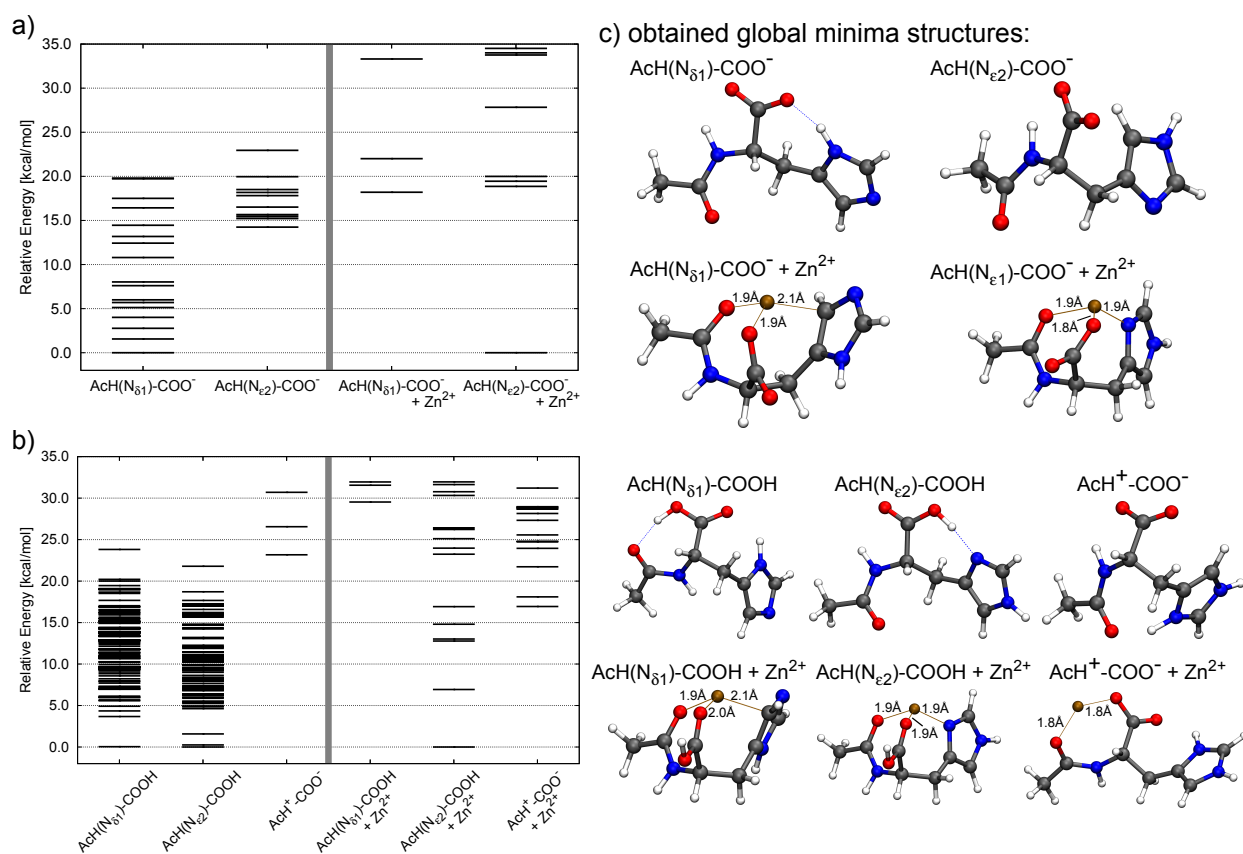 a)
35.0
30.0
25.0
20.0
15.0
10.0
5.0
0.0
Relative Energy [kcal/mol]
AcH(Nδ1)-COO⁻
AcH(Nε2)-COO⁻
AcH(Nδ1)-COO⁻
+ Zn²⁺
AcH(Nε2)-COO⁻
+ Zn²⁺
b)
35.0
30.0
25.0
20.0
15.0
10.0
5.0
0.0
Relative Energy [kcal/mol]
AcH(Nδ1)-COOH
AcH(Nε2)-COOH
AcH⁺-COO⁻
AcH(Nδ1)-COOH
+ Zn²⁺
AcH(Nε2)-COOH
+ Zn²⁺
AcH⁺-COO⁻
+ Zn²⁺
c) obtained global minima structures:
AcH(Nδ1)-COO⁻
AcH(Nε2)-COO⁻
AcH(Nδ1)-COO⁻ + Zn²⁺
1.9Å
2.1Å
1.9Å
AcH(Nε1)-COO⁻ + Zn²⁺
1.9Å
1.9Å
1.8Å
AcH(Nδ1)-COOH
AcH(Nε2)-COOH
AcH⁺-COO⁻
AcH(Nδ1)-COOH + Zn²⁺
1.9Å
2.1Å
2.0Å
AcH(Nε2)-COOH + Zn²⁺
1.9Å
1.9Å
1.9Å
AcH⁺-COO⁻ + Zn²⁺
1.8Å
1.8Å